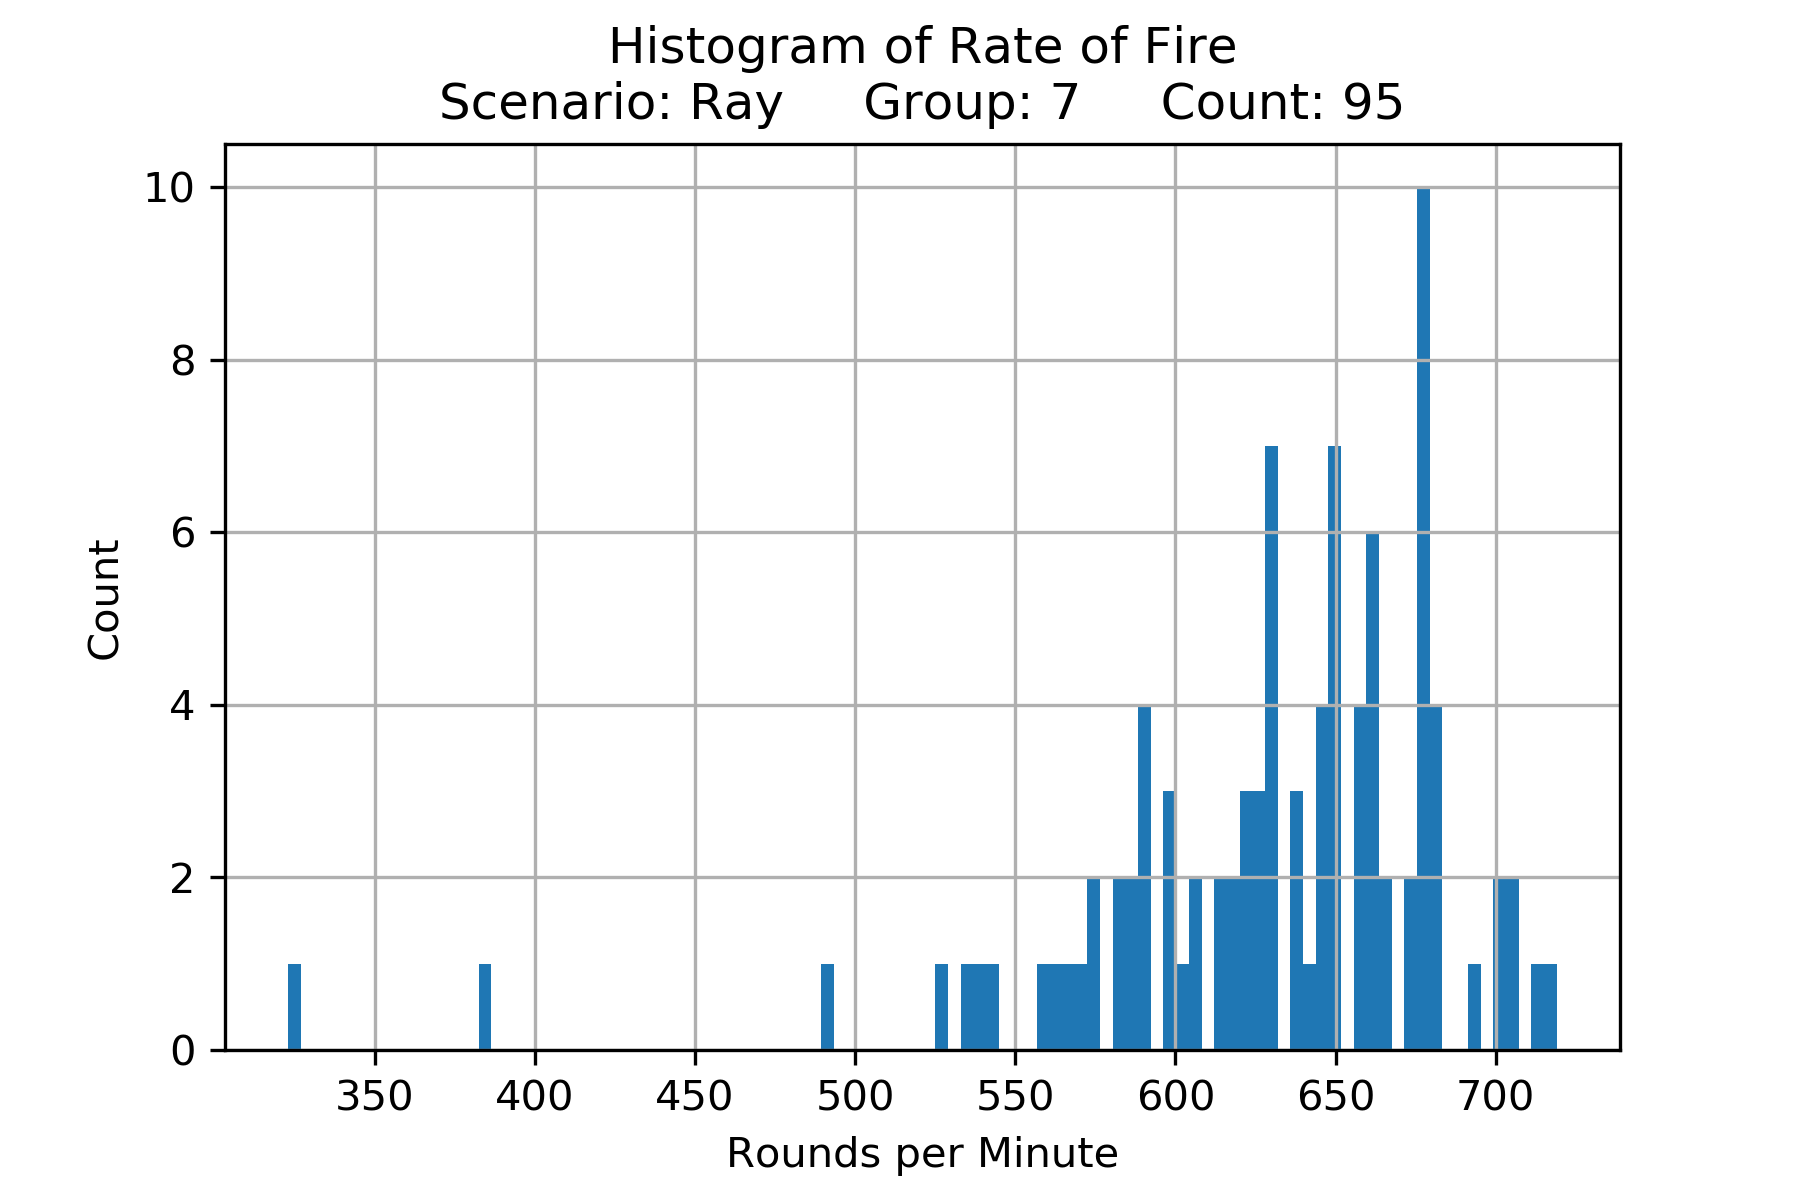 Histogram of Rate of Fire
Scenario: Ray     Group: 7     Count: 95
10
8
6
4
2
0
Count
350 400 450 500 550 600 650 700
Rounds per Minute